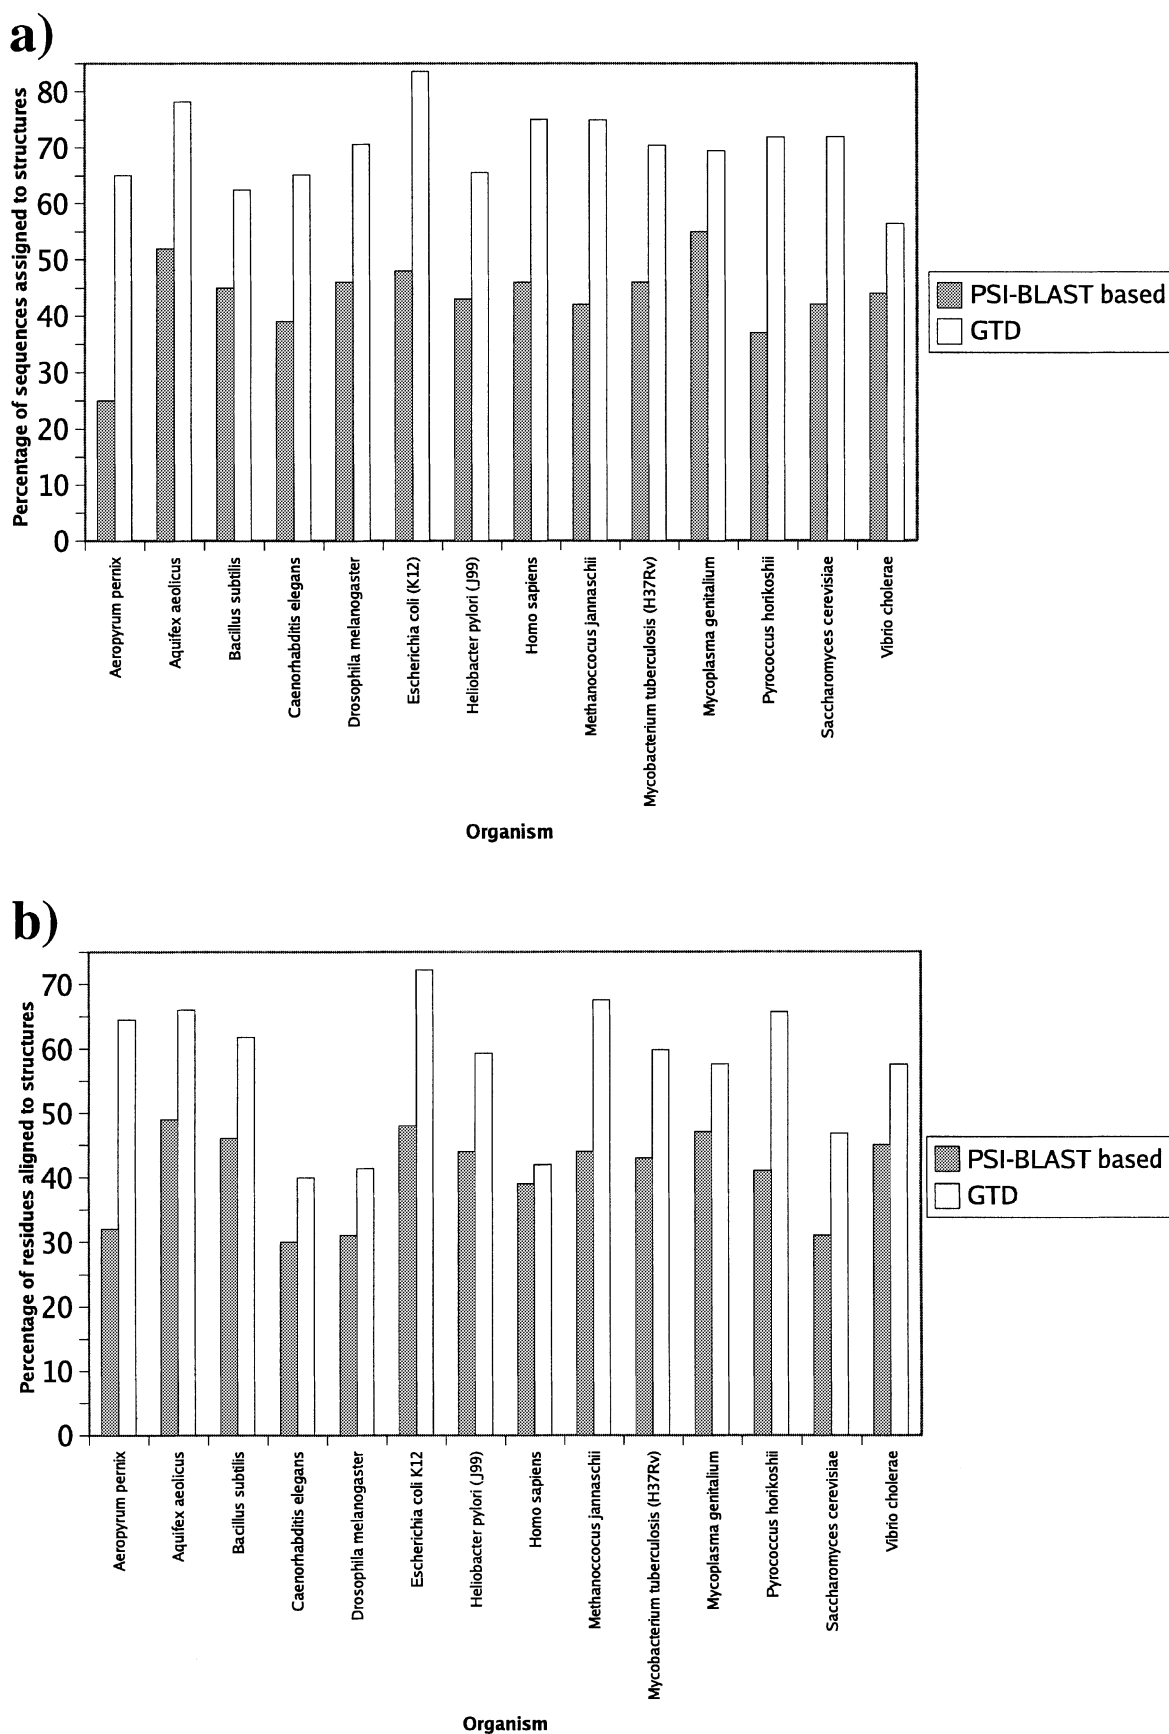 a)
Percentage of sequences assigned to structures
80
70
60
50
40
30
20
10
0
Aeropyrum pernix
Aquifex aeolicus
Bacillus subtilis
Caenorhabditis elegans
Drosophila melanogaster
Escherichia coli (K12)
Heliobacter pylori (J99)
Homo sapiens
Methanoccocus jannaschii
Mycobacterium tuberculosis (H37Rv)
Mycoplasma genitalium
Pyrococcus horikoshii
Saccharomyces cerevisiae
Vibrio cholerae
Organism
PSI-BLAST based
GTD
b)
Percentage of residues aligned to structures
70
60
50
40
30
20
10
0
Aeropyrum pernix
Aquifex aeolicus
Bacillus subtilis
Caenorhabditis elegans
Drosophila melanogaster
Escherichia coli K12
Heliobacter pylori (J99)
Homo sapiens
Methanoccocus jannaschii
Mycobacterium tuberculosis (H37Rv)
Mycoplasma genitalium
Pyrococcus horikoshii
Saccharomyces cerevisiae
Vibrio cholerae
Organism
PSI-BLAST based
GTD